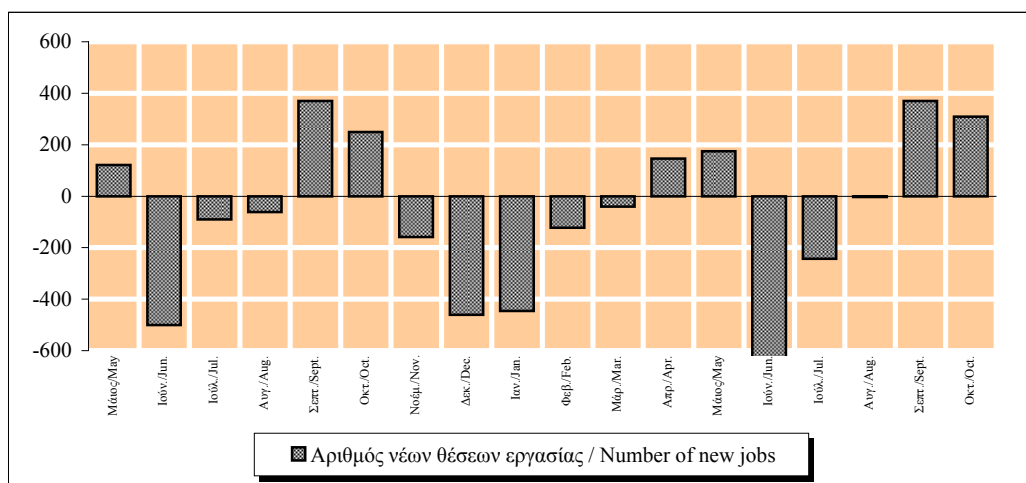 600
400
200
0
-200
-400
-600
Μάιος/May
Ιούν./Jun.
Ιούλ./Jul.
Αυγ./Aug.
Σεπτ./Sept.
Οκτ./Oct.
Νοέμ./Nov.
Δεκ./Dec.
Ιαν./Jan.
Φεβ./Feb.
Μάρ./Mar.
Απρ./Apr.
Μάιος/May
Ιούν./Jun.
Ιούλ./Jul.
Αυγ./Aug.
Σεπτ./Sept.
Οκτ./Oct.
Αριθμός νέων θέσεων εργασίας / Number of new jobs